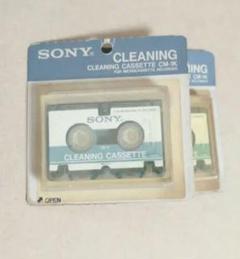 SONY
CLEANING
CLEANING CASSETTE CM-1K
FOR MICROCASSETTE RECORDERS
SONY
CLEANING CASSETTE
OPEN